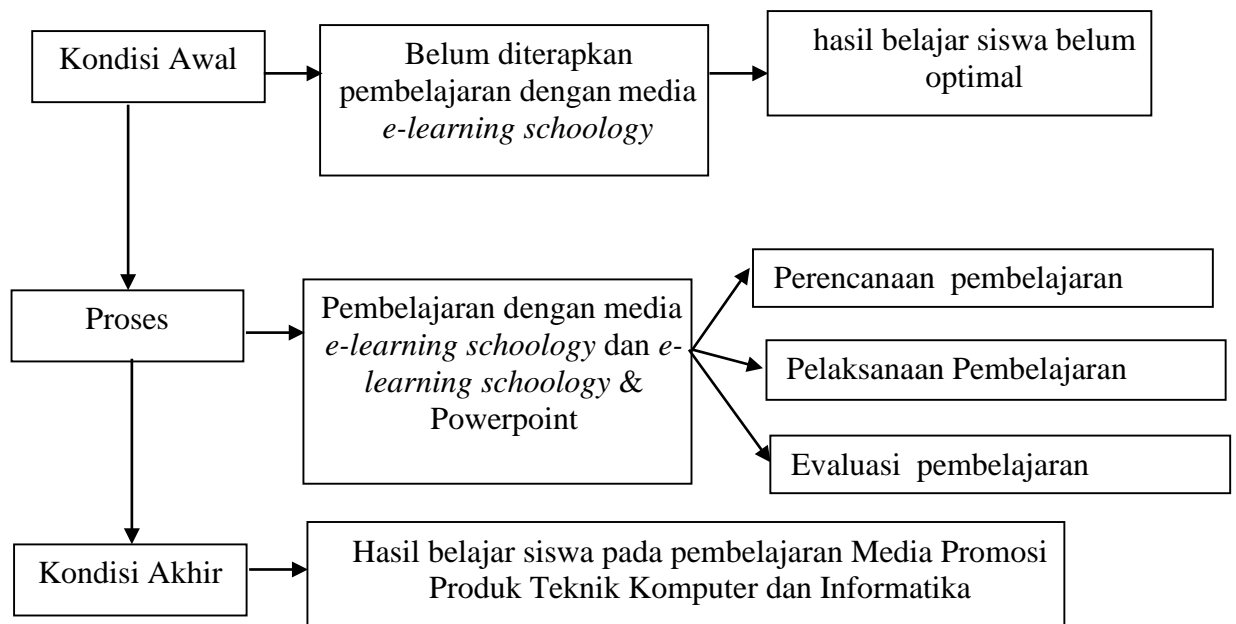 Kondisi Awal
Belum diterapkan
pembelajaran dengan media
e-learning schoology
hasil belajar siswa belum
optimal
Proses
Pembelajaran dengan media
e-learning schoology dan e-
learning schoology &
Powerpoint
Perencanaan pembelajaran
Pelaksanaan Pembelajaran
Evaluasi pembelajaran
Kondisi Akhir
Hasil belajar siswa pada pembelajaran Media Promosi
Produk Teknik Komputer dan Informatika